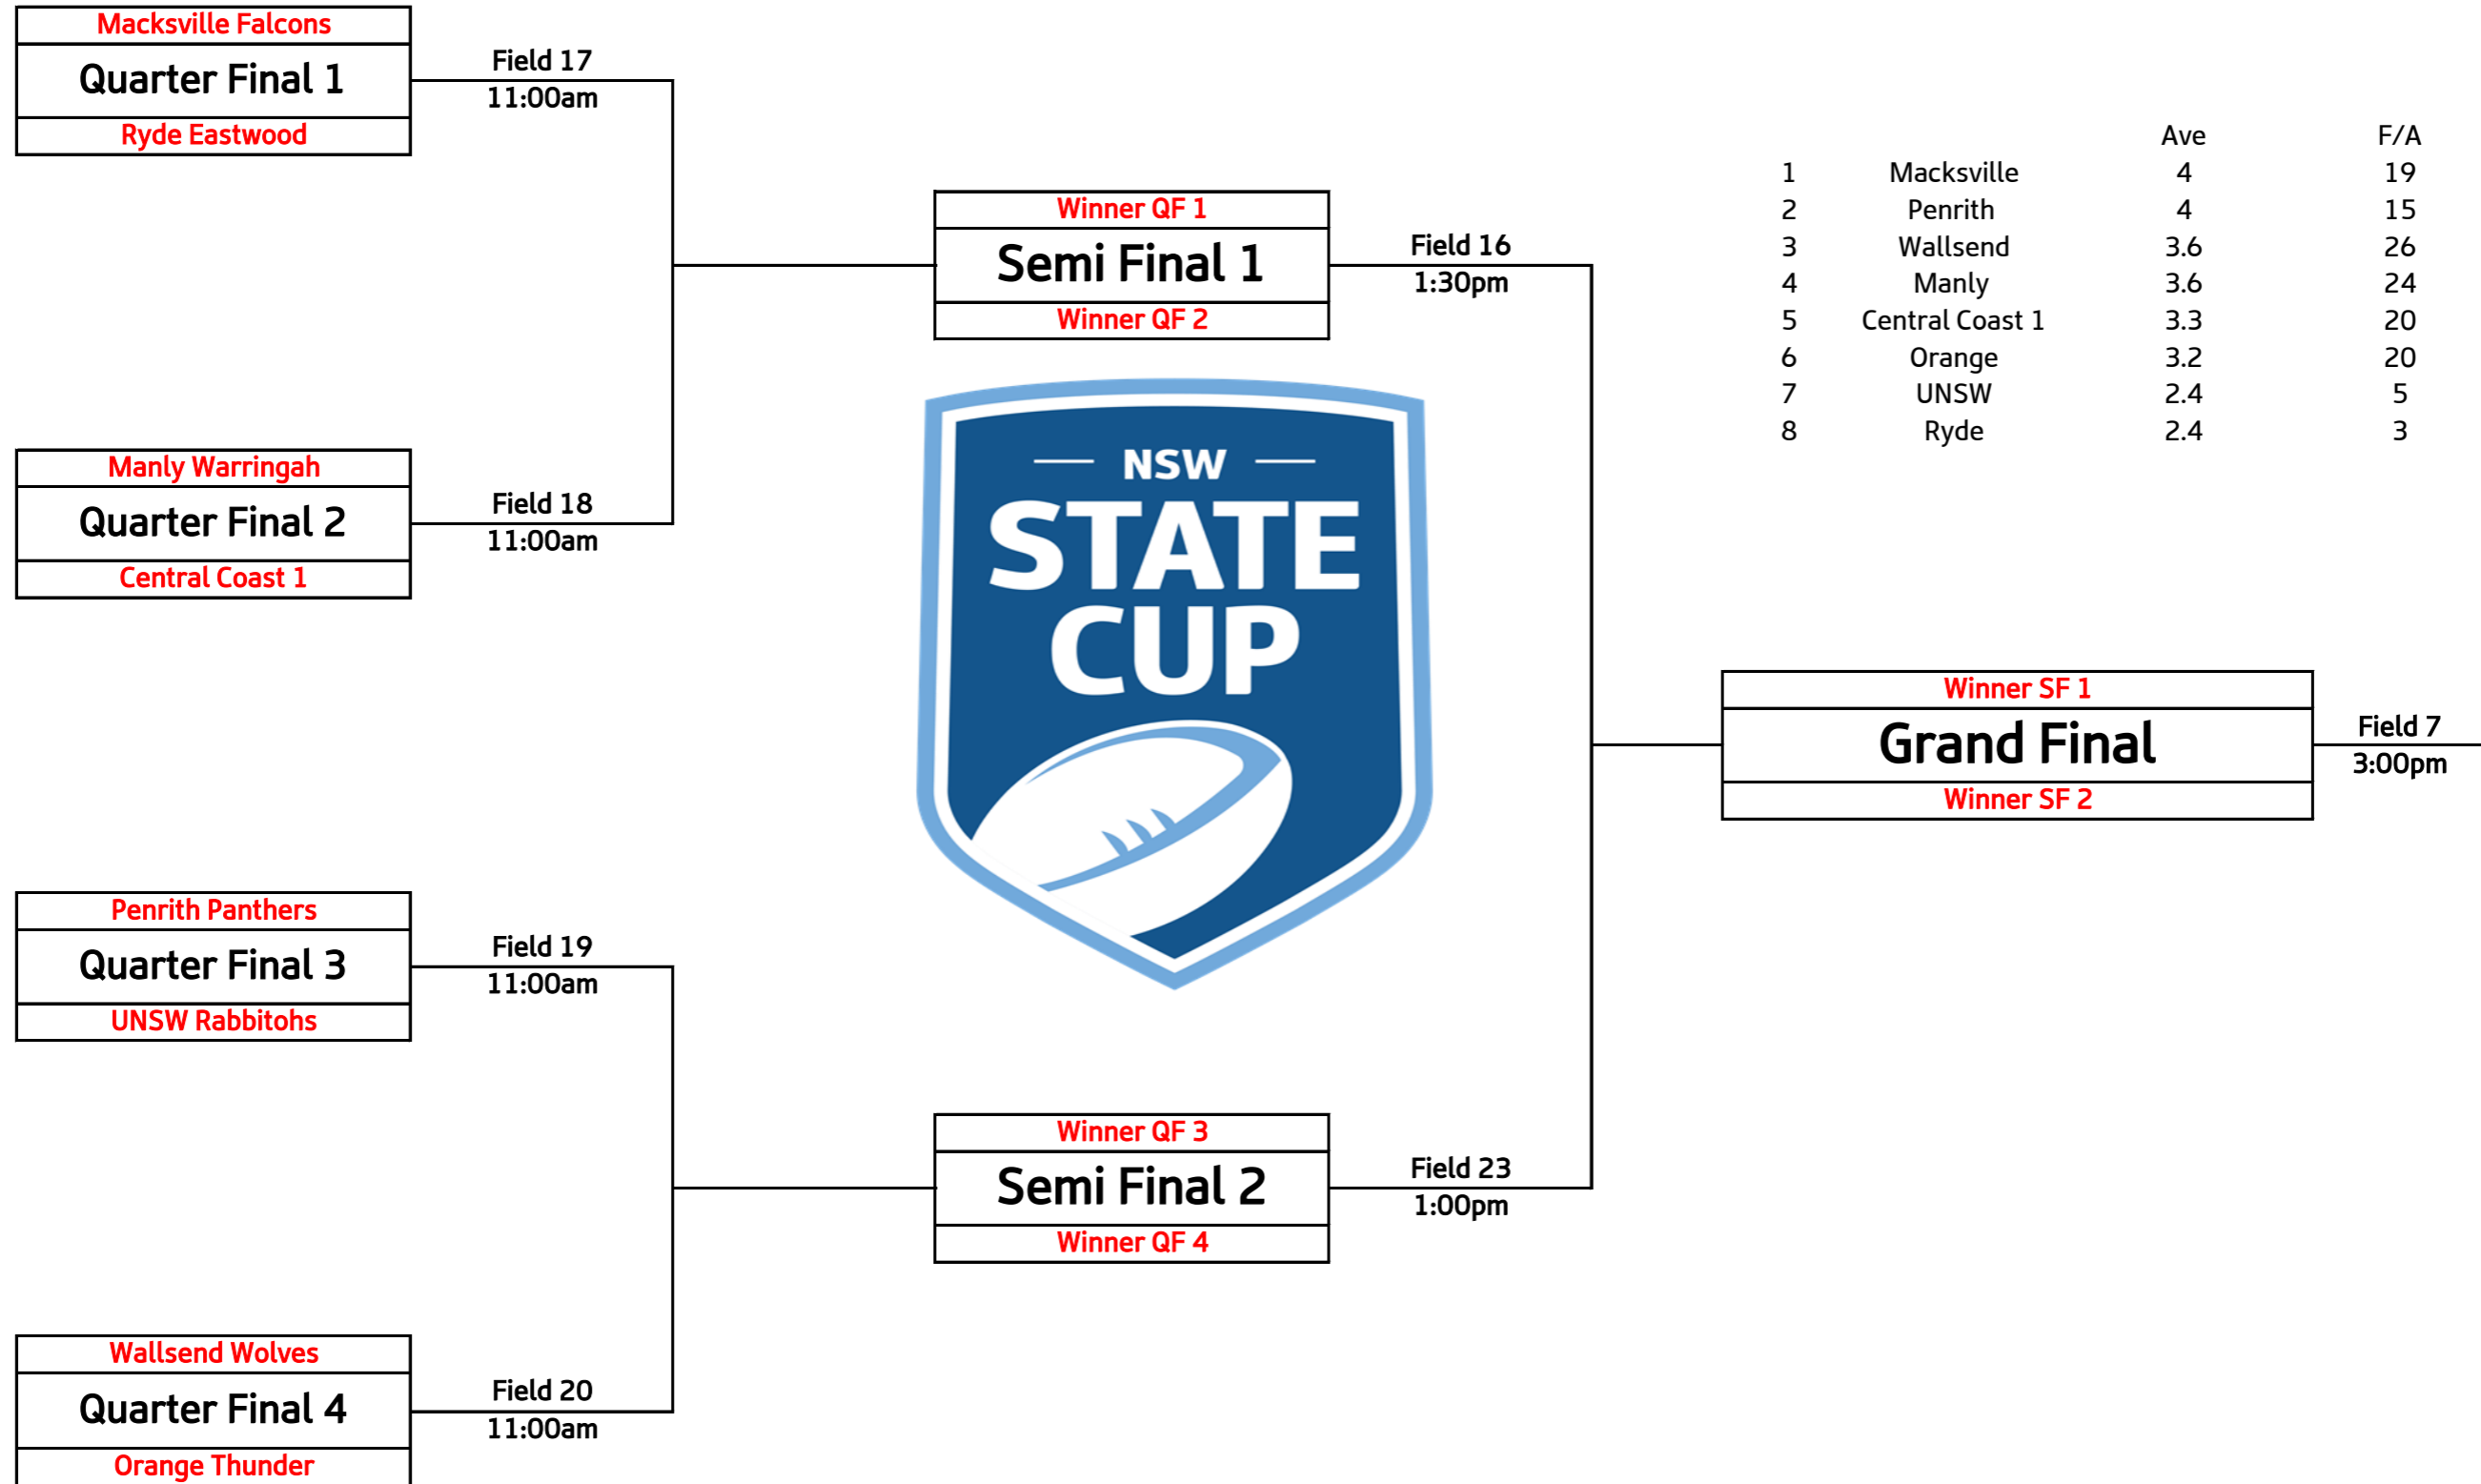 Macksville Falcons
Quarter Final 1
Ryde Eastwood
Field 17
11:00am
Manly Warringah
Quarter Final 2
Central Coast 1
Field 18
11:00am
Penrith Panthers
Quarter Final 3
UNSW Rabbitohs
Field 19
11:00am
Wallsend Wolves
Quarter Final 4
Orange Thunder
Field 20
11:00am
Winner QF 1
Semi Final 1
Winner QF 2
Field 16
1:30pm
NSW
STATE
CUP
Winner QF 3
Semi Final 2
Winner QF 4
Field 23
1:00pm
Ave F/A
1 Macksville 4 19
2 Penrith 4 15
3 Wallsend 3.6 26
4 Manly 3.6 24
5 Central Coast 1 3.3 20
6 Orange 3.2 20
7 UNSW 2.4 5
8 Ryde 2.4 3
Winner SF 1
Grand Final
Winner SF 2
Field 7
3:00pm